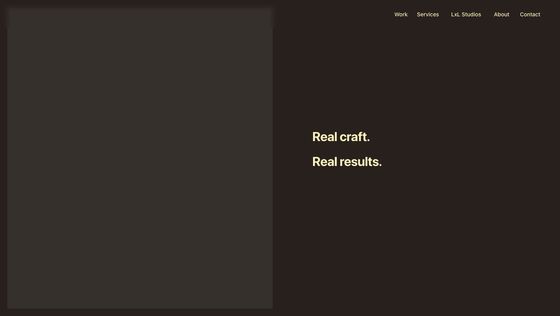 Work
Services
LxL Studios
About
Contact
Real craft.
Real results.